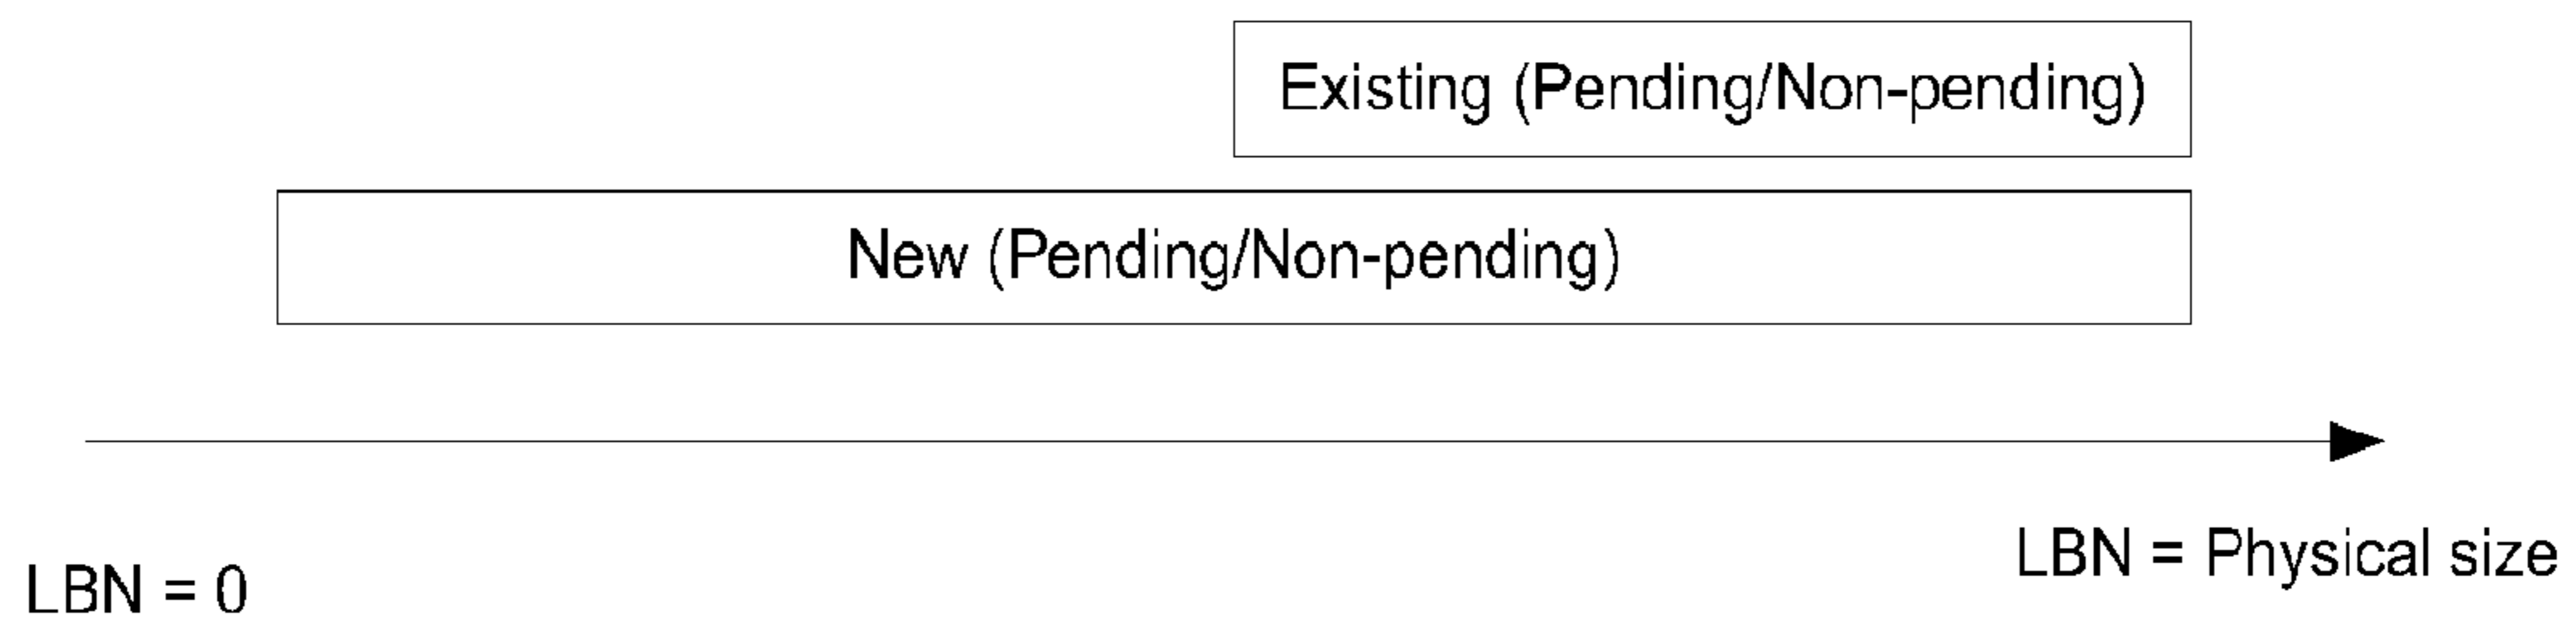 Existing (Pending/Non-pending)
New (Pending/Non-pending)
LBN = 0
LBN = Physical size